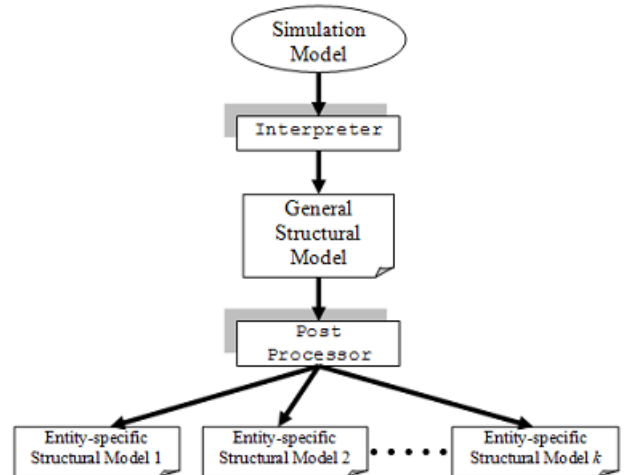 Simulation
Model
Interpreter
General
Structural
Model
Post
Processor
Entity-specific
Structural Model 1
Entity-specific
Structural Model 2
Entity-specific
Structural Model k